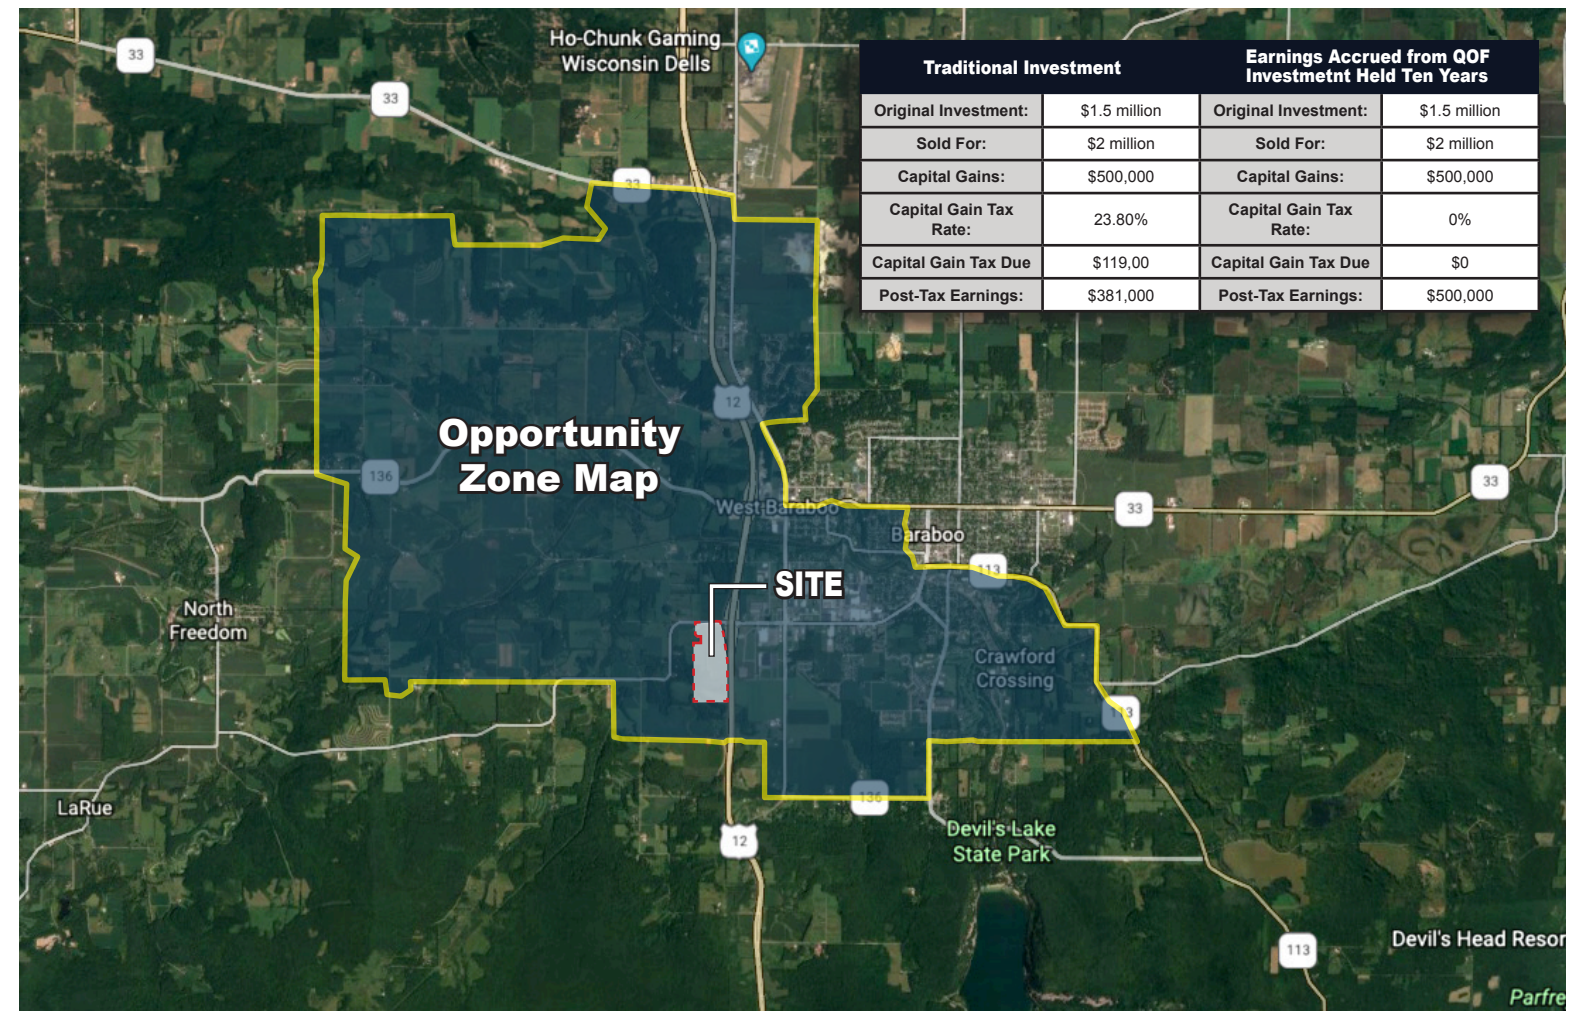 33
Ho-Chunk Gaming
Wisconsin Dells
33
33
Traditional Investment
Earnings Accrued from QOF
Investmetnt Held Ten Years
Original Investment: $1.5 million Original Investment: $1.5 million
Sold For: $2 million Sold For: $2 million
Capital Gains: $500,000 Capital Gains: $500,000
Capital Gain Tax
Rate: 23.80% Capital Gain Tax
Rate: 0%
Capital Gain Tax Due $119,00 Capital Gain Tax Due $0
Post-Tax Earnings: $381,000 Post-Tax Earnings: $500,000
12
Opportunity
Zone Map
136
33
West Baraboo
33
Baraboo
113
SITE
North
Freedom
Crawford
Crossing
113
136
LaRue
12
Devil's Lake
State Park
113
Devil's Head Resor
Parfre